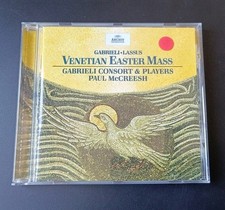 GABRIELI · LASSUS
VENETIAN EASTER MASS
GABRIELI CONSORT & PLAYERS
PAUL MCCREESH